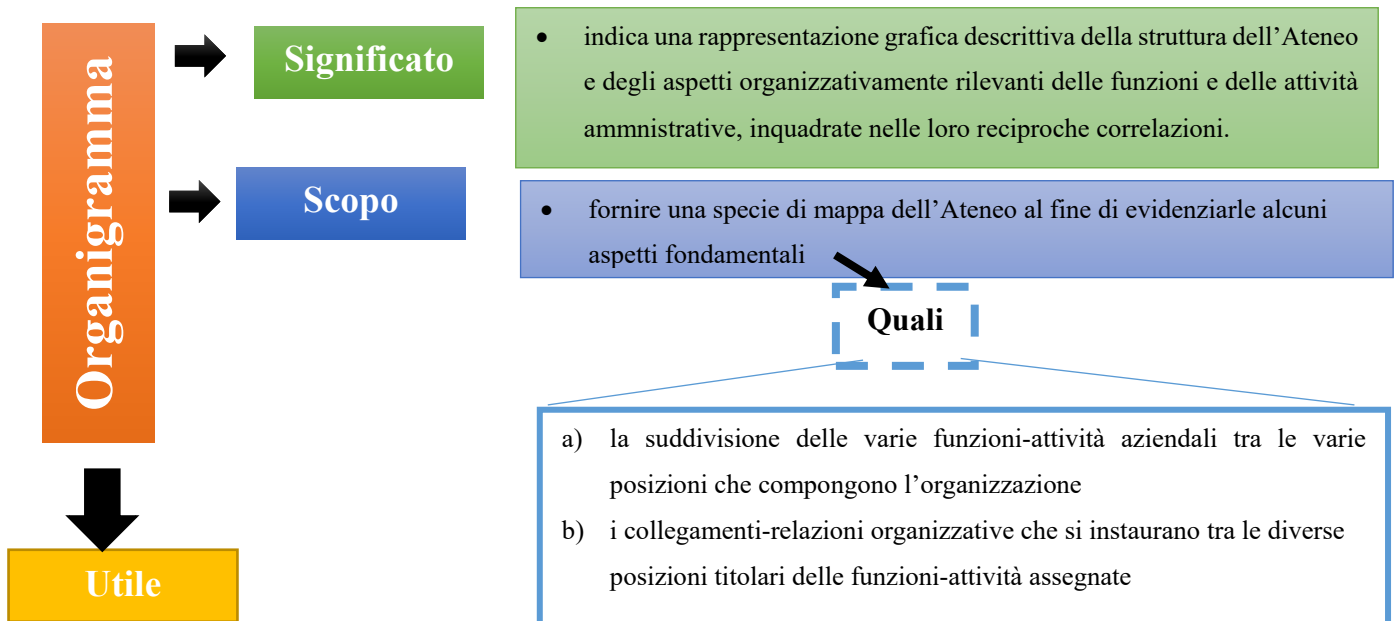 Organigramma
Significato
indica una rappresentazione grafica descrittiva della struttura dell’Ateneo
e degli aspetti organizzativamente rilevanti delle funzioni e delle attività
ammnistrative, inquadrate nelle loro reciproche correlazioni.
Scopo
fornire una specie di mappa dell’Ateneo al fine di evidenziarle alcuni
aspetti fondamentali
Quali
a) la suddivisione delle varie funzioni-attività aziendali tra le varie
posizioni che compongono l’organizzazione
b) i collegamenti-relazioni organizzative che si instaurano tra le diverse
posizioni titolari delle funzioni-attività assegnate
Utile